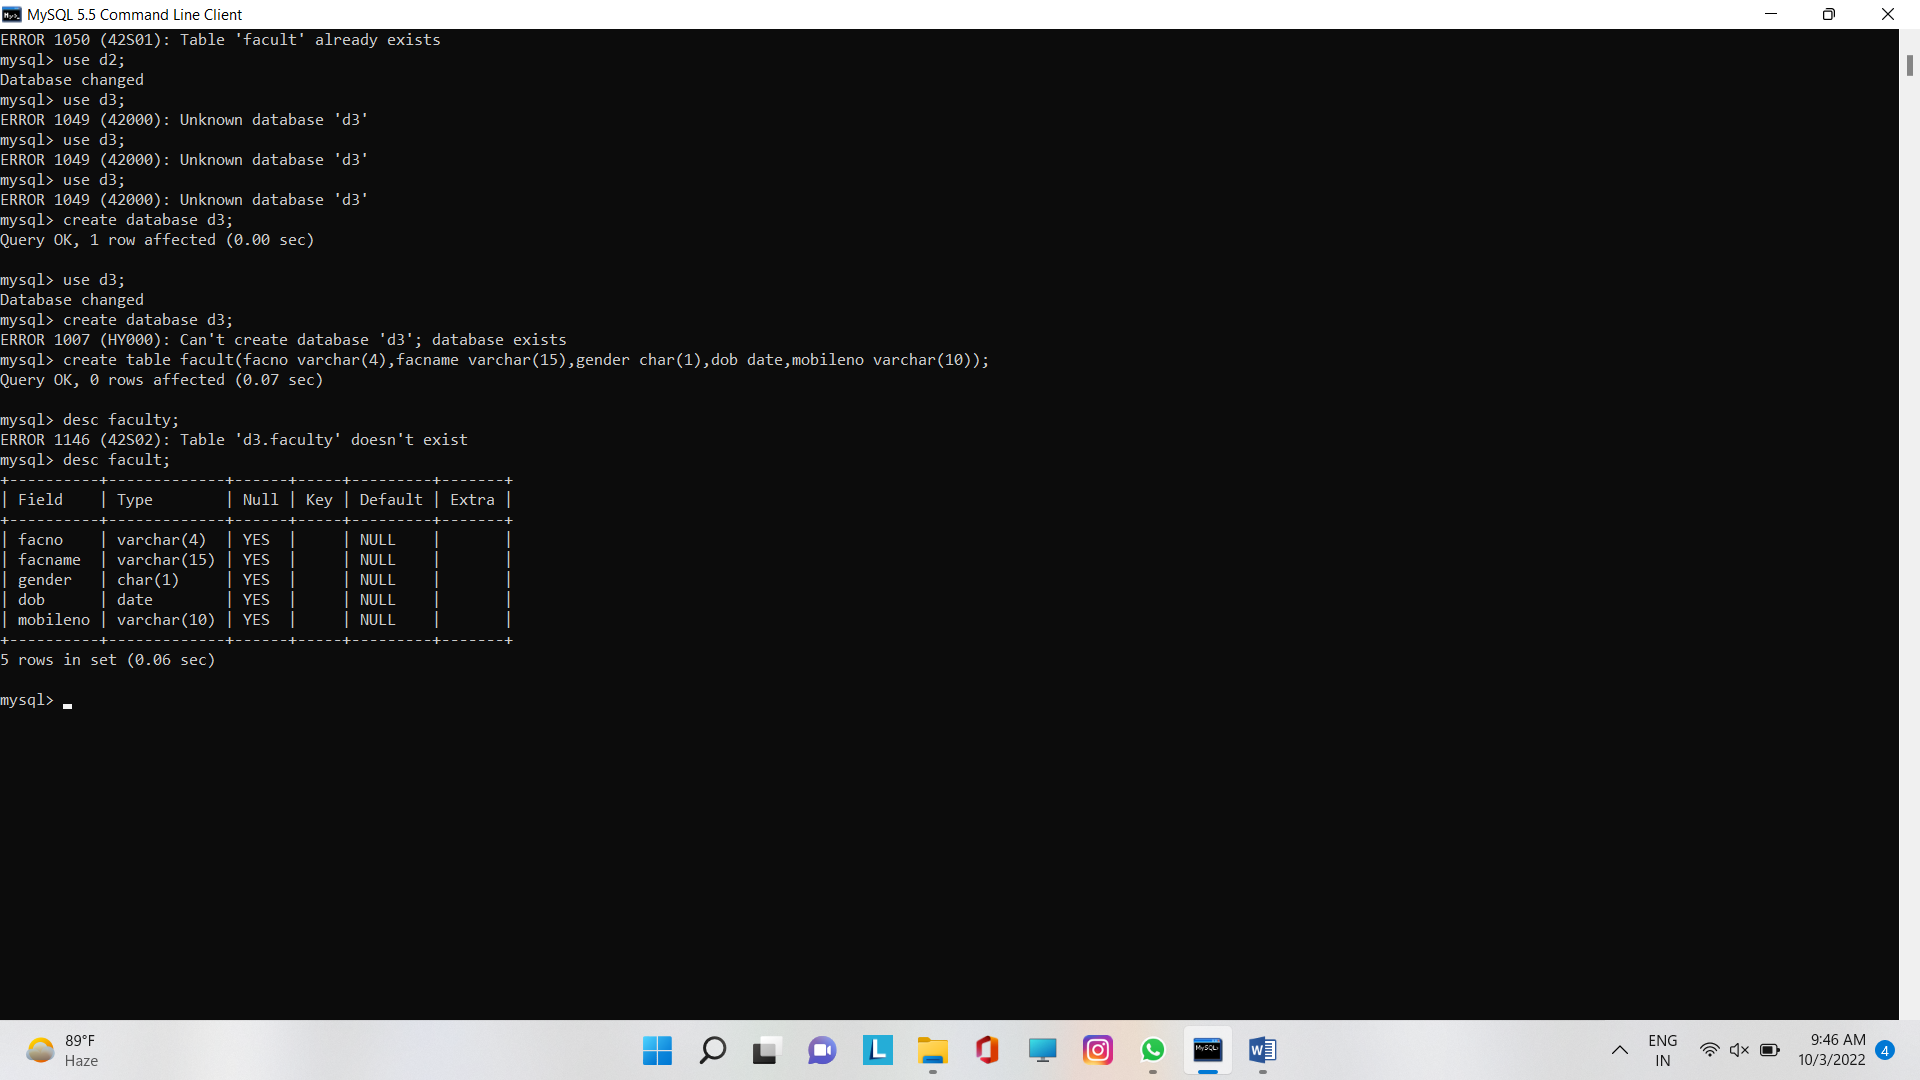 MySQL 5.5 Command Line Client
ERROR 1050 (42S01): Table 'facult' already exists
mysql> use d2;
Database changed
mysql> use d3;
ERROR 1049 (42000): Unknown database 'd3'
mysql> use d3;
ERROR 1049 (42000): Unknown database 'd3'
mysql> use d3;
ERROR 1049 (42000): Unknown database 'd3'
mysql> create database d3;
Query OK, 1 row affected (0.00 sec)
mysql> use d3;
Database changed
mysql> create database d3;
ERROR 1007 (HY000): Can't create database 'd3'; database exists
mysql> create table facult(facno varchar(4),facname varchar(15),gender char(1),dob date,mobileno varchar(10));
Query OK, 0 rows affected (0.07 sec)
mysql> desc faculty;
ERROR 1146 (42S02): Table 'd3.faculty' doesn't exist
mysql> desc facult;
+----------+-------------+------+-----+---------+-------+
| Field    | Type        | Null | Key | Default | Extra |
+----------+-------------+------+-----+---------+-------+
| facno    | varchar(4)  | YES  |     | NULL    |       |
| facname  | varchar(15) | YES  |     | NULL    |       |
| gender   | char(1)     | YES  |     | NULL    |       |
| dob      | date        | YES  |     | NULL    |       |
| mobileno | varchar(10) | YES  |     | NULL    |       |
+----------+-------------+------+-----+---------+-------+
5 rows in set (0.06 sec)
mysql>
89°F
Haze
L
MySQL
W
ENG
IN
9:46 AM
10/3/2022
4